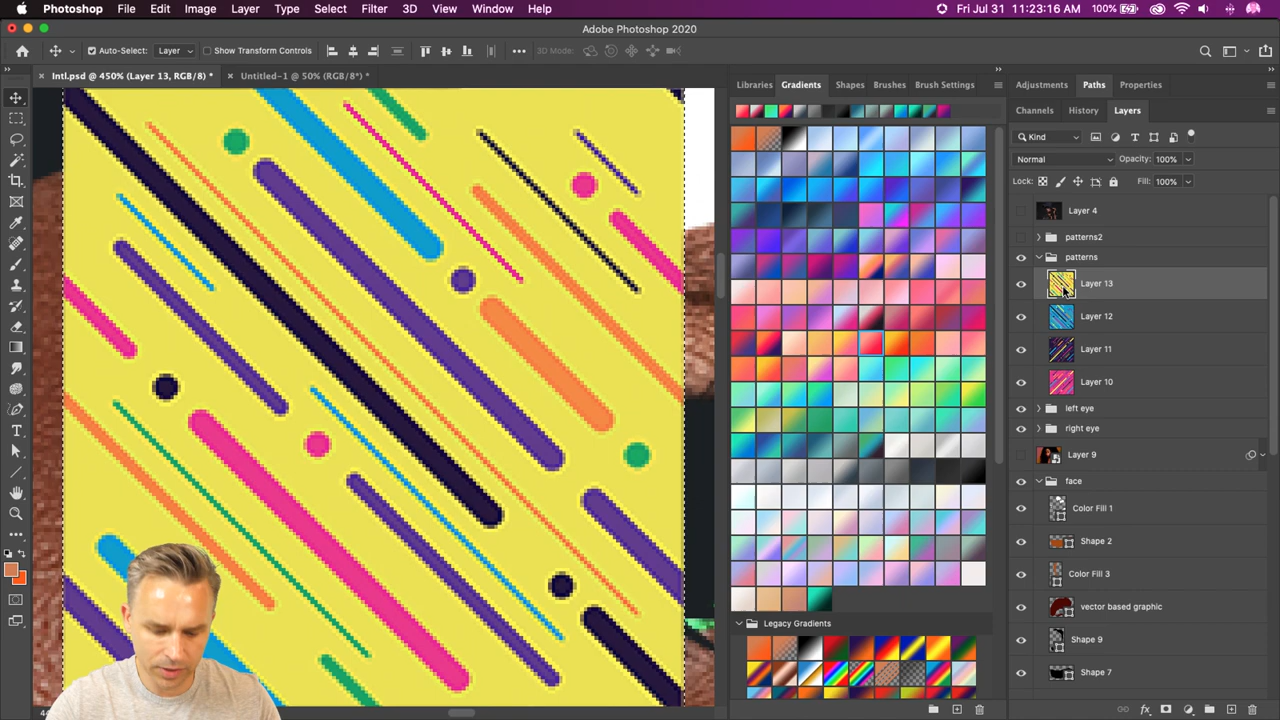 Photoshop File Edit Image Layer Type Select Filter 3D View Window Help 100% Fri Jul 31 11:23:16 AM
Adobe Photoshop 2020
Auto-Select: Layer Show Transform Controls 3D Mode:
Intl.psd @ 450% (Layer 13, RGB/8) * Untitled-1 @ 50% (RGB/8*) *
Libraries Gradients Shapes Brushes Brush Settings
Adjustments Paths Properties
Channels History Layers
Kind
Normal Opacity: 100%
Lock: Fill: 100%
Layer 4
patterns2
patterns
Layer 13
Layer 12
Layer 11
Layer 10
left eye
right eye
Layer 9
face
Color Fill 1
Shape 2
Color Fill 3
vector based graphic
Shape 9
Shape 7
Legacy Gradients